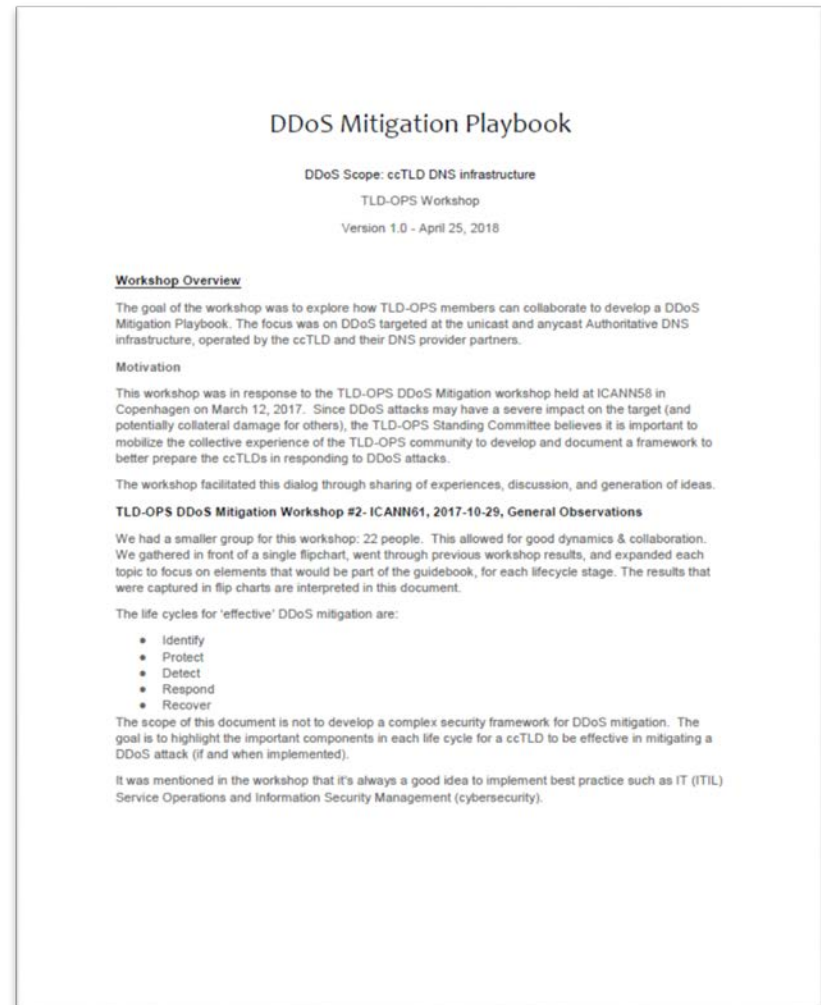 DDoS Mitigation Playbook
DDoS Scope: ccTLD DNS infrastructure
TLD-OPS Workshop
Version 1.0 - April 25, 2018
Workshop Overview
The goal of the workshop was to explore how TLD-OPS members can collaborate to develop a DDoS
Mitigation Playbook. The focus was on DDoS targeted at the unicast and anycast Authoritative DNS
infrastructure, operated by the ccTLD and their DNS provider partners.
Motivation
This workshop was in response to the TLD-OPS DDoS Mitigation workshop held at ICANN58 in
Copenhagen on March 12, 2017. Since DDoS attacks may have a severe impact on the target (and
potentially collateral damage for others), the TLD-OPS Standing Committee believes it is important to
mobilize the collective experience of the TLD-OPS community to develop and document a framework to
better prepare the ccTLDs in responding to DDoS attacks.
The workshop facilitated this dialog through sharing of experiences, discussion, and generation of ideas.
TLD-OPS DDoS Mitigation Workshop #2- ICANN61, 2017-10-29, General Observations
We had a smaller group for this workshop: 22 people. This allowed for good dynamics & collaboration.
We gathered in front of a single flipchart, went through previous workshop results, and expanded each
topic to focus on elements that would be part of the guidebook, for each lifecycle stage. The results that
were captured in flip charts are interpreted in this document.
The life cycles for 'effective' DDoS mitigation are:
● Identify
● Protect
● Detect
● Respond
● Recover
The scope of this document is not to develop a complex security framework for DDoS mitigation. The
goal is to highlight the important components in each life cycle for a ccTLD to be effective in mitigating a
DDoS attack (if and when implemented).
It was mentioned in the workshop that it's always a good idea to implement best practice such as IT (ITIL)
Service Operations and Information Security Management (cybersecurity).